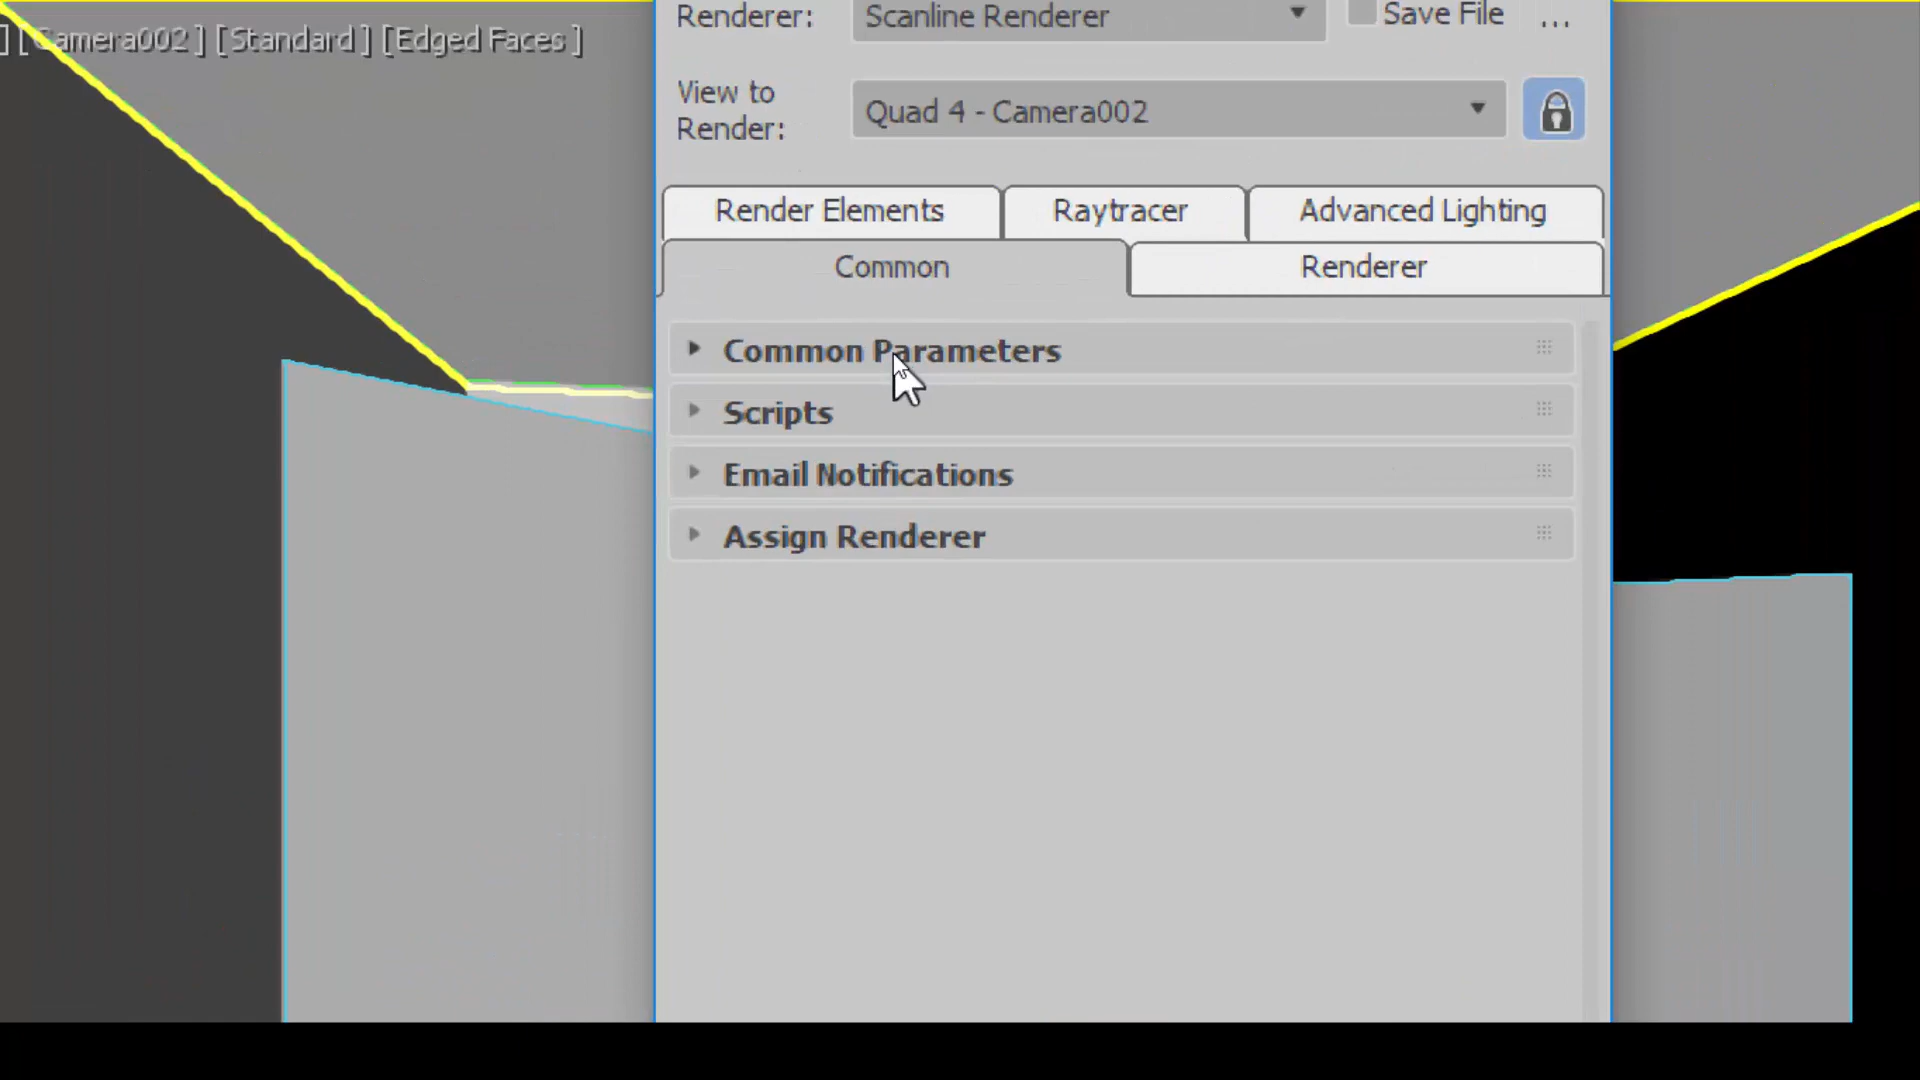 ] [Camera002 ] [Standard ] [Edged Faces ]
Renderer: Scanline Renderer Save File ...
View to Render: Quad 4 - Camera002
Render Elements Raytracer Advanced Lighting
Common Renderer
Common Parameters
Scripts
Email Notifications
Assign Renderer